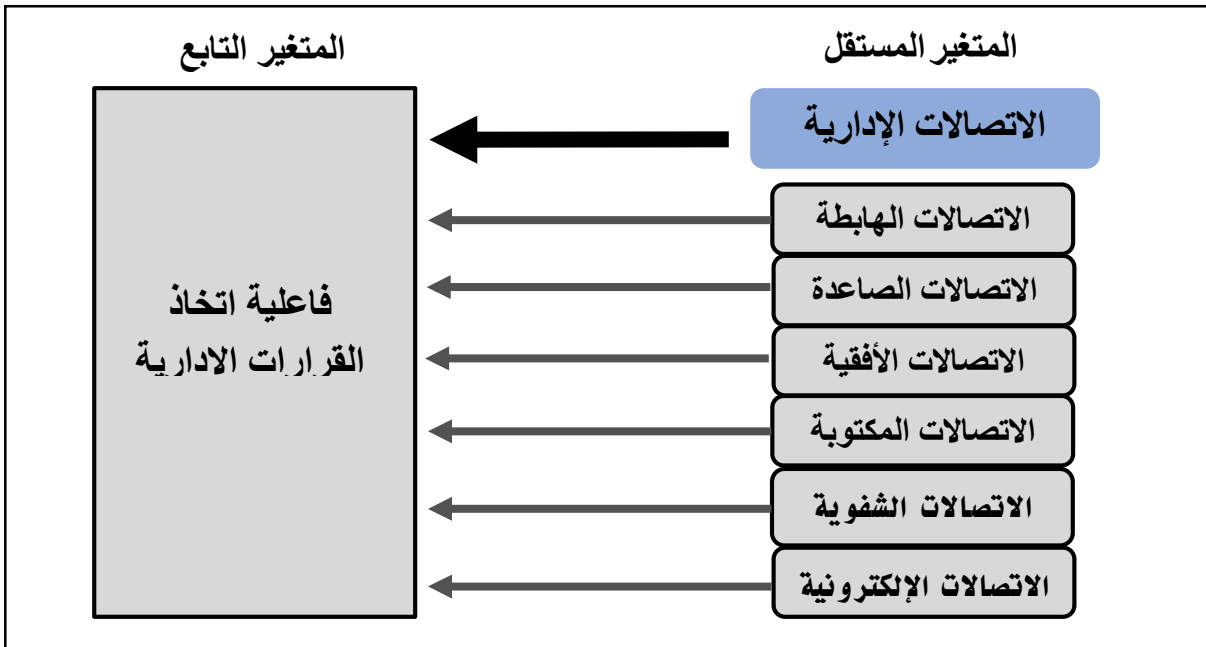 المتغير المستقل
المتغير التابع
الاتصالات الإدارية
الاتصالات الهابطة
الاتصالات الصاعدة
الاتصالات الأفقية
الاتصالات المكتوبة
الاتصالات الشفوية
الاتصالات الإلكترونية
فاعلية اتخاذ
القرارات الادارية